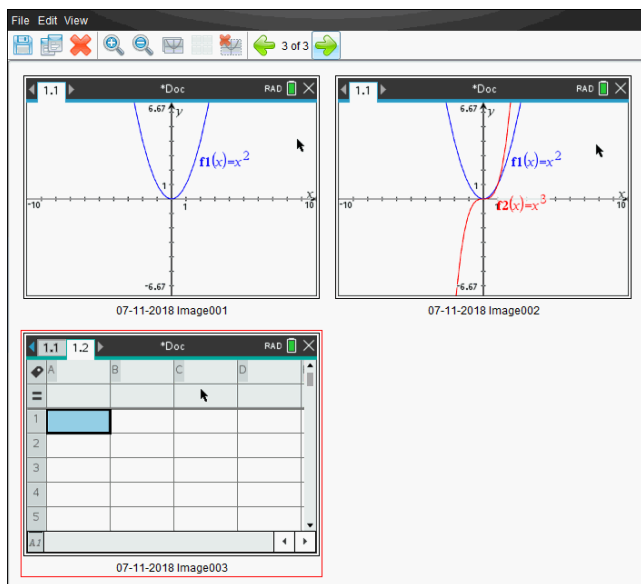 File Edit View
3 of 3
1.1 *Doc RAD
6.67 y
f1(x)=x²
1
x
-10 1 10
-6.67
07-11-2018 Image001
1.1 *Doc RAD
6.67 y
f1(x)=x²
1
x
-10 f2(x)=x³ 10
-6.67
07-11-2018 Image002
1.1 1.2 *Doc RAD
A B C D
=
1
2
3
4
5
A1
07-11-2018 Image003